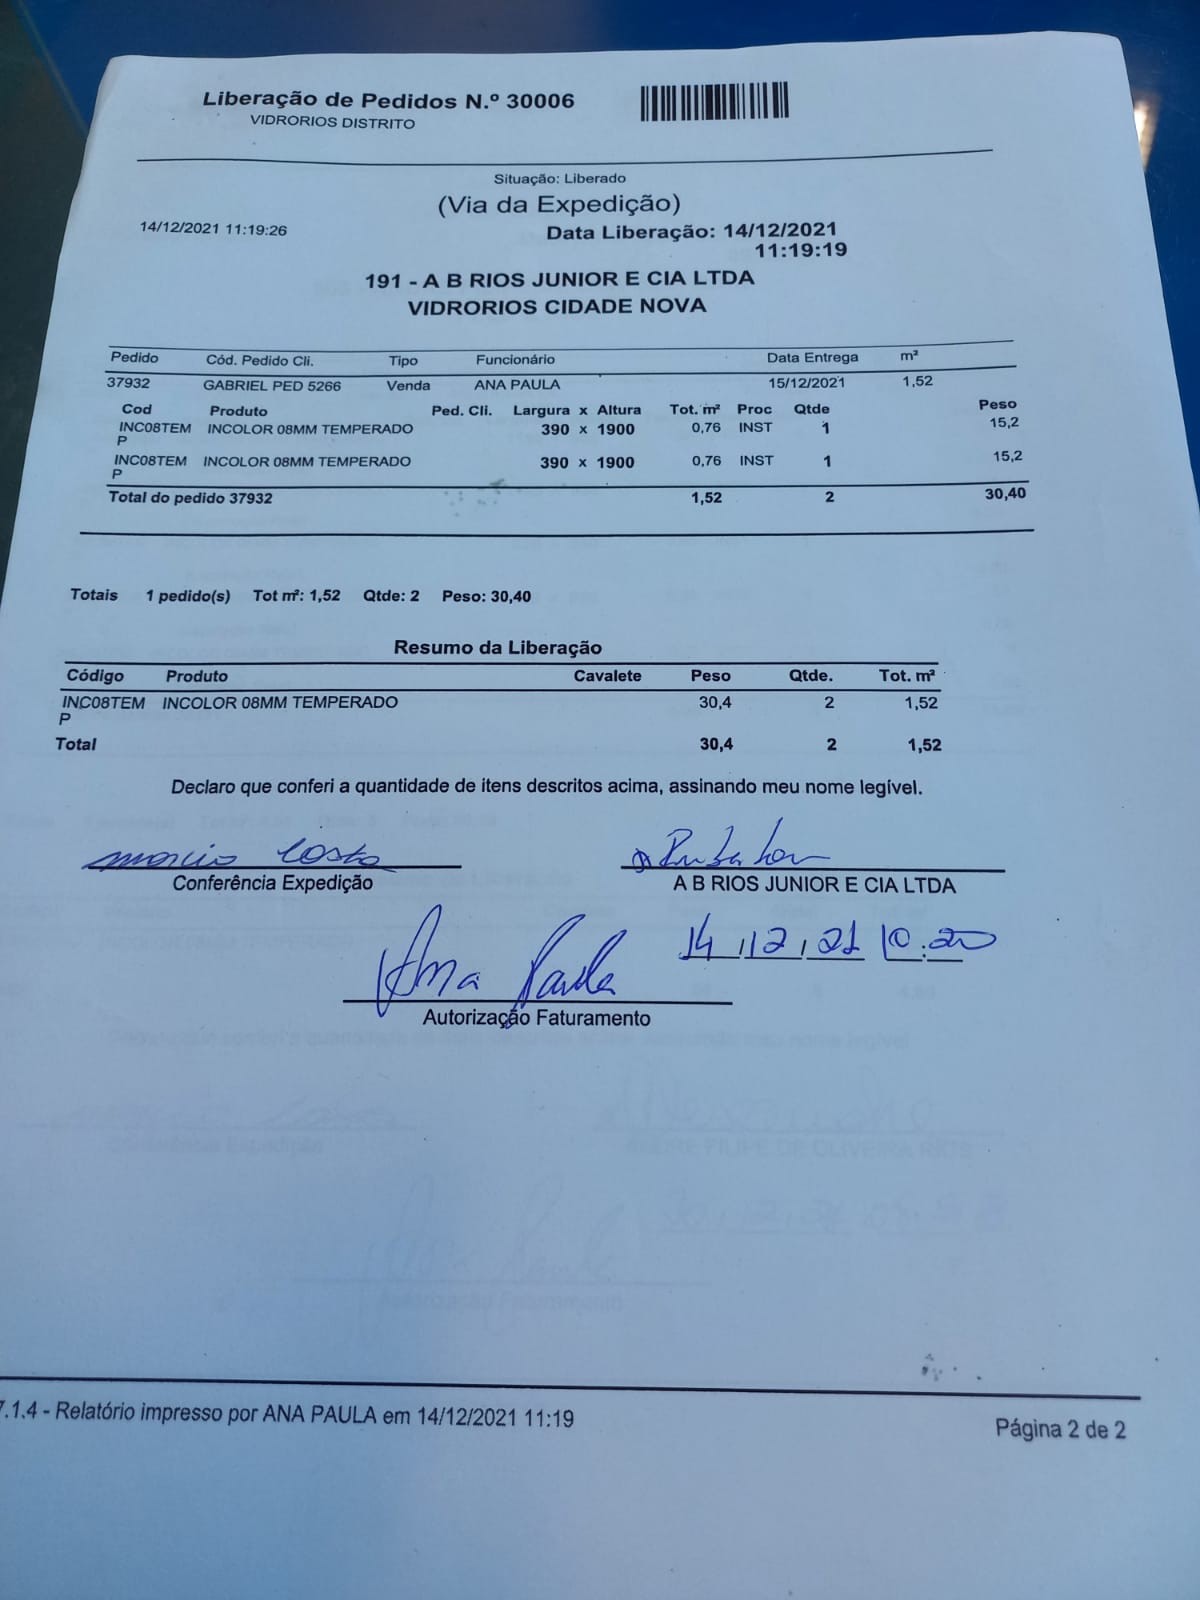 Liberação de Pedidos N.º 30006
VIDRORIOS DISTRITO
Situação: Liberado
(Via da Expedição)
14/12/2021 11:19:26
Data Liberação: 14/12/2021
11:19:19
191 - A B RIOS JUNIOR E CIA LTDA
VIDRORIOS CIDADE NOVA
Pedido Cód. Pedido Cli. Tipo Funcionário Data Entrega m²
37932 GABRIEL PED 5266 Venda ANA PAULA 15/12/2021 1,52
Cod Produto Ped. Cli. Largura x Altura Tot. m² Proc Qtde Peso
INC08TEM INCOLOR 08MM TEMPERADO 390 x 1900 0,76 INST 1 15,2
P
INC08TEM INCOLOR 08MM TEMPERADO 390 x 1900 0,76 INST 1 15,2
P
Total do pedido 37932 1,52 2 30,40
Totais 1 pedido(s) Tot m²: 1,52 Qtde: 2 Peso: 30,40
Resumo da Liberação
Código Produto Cavalete Peso Qtde. Tot. m²
INC08TEM INCOLOR 08MM TEMPERADO 30,4 2 1,52
P
Total 30,4 2 1,52
Declaro que conferi a quantidade de itens descritos acima, assinando meu nome legível.
marcio Costa
Conferência Expedição A B RIOS JUNIOR E CIA LTDA
14/12/21 10:20
Ana Paula
Autorização Faturamento
7.1.4 - Relatório impresso por ANA PAULA em 14/12/2021 11:19
Página 2 de 2